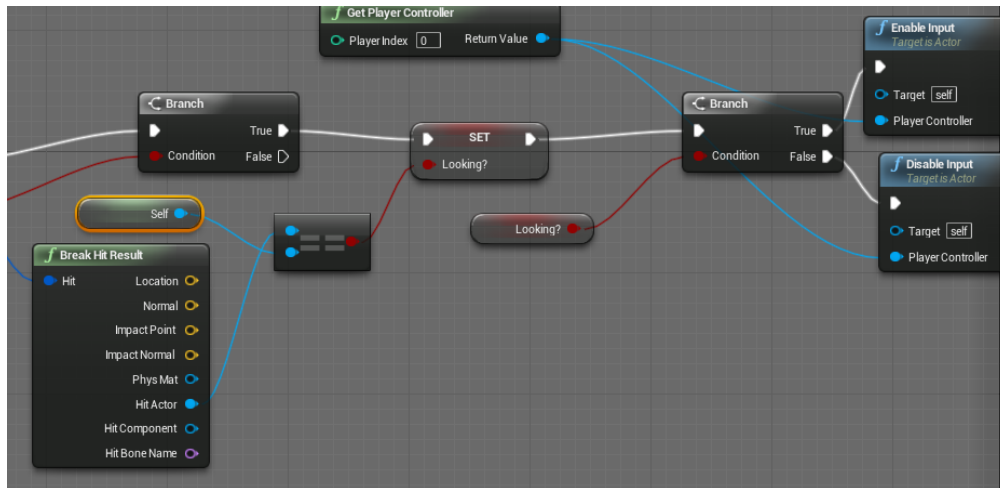 Get Player Controller
Player Index 0 Return Value
Enable Input
Target is Actor
Target self
Player Controller
Branch
True
Condition False
SET
Looking?
Branch
True
Condition False
Disable Input
Target is Actor
Target self
Player Controller
Self
Looking?
Break Hit Result
Hit Location
Normal
Impact Point
Impact Normal
Phys Mat
Hit Actor
Hit Component
Hit Bone Name